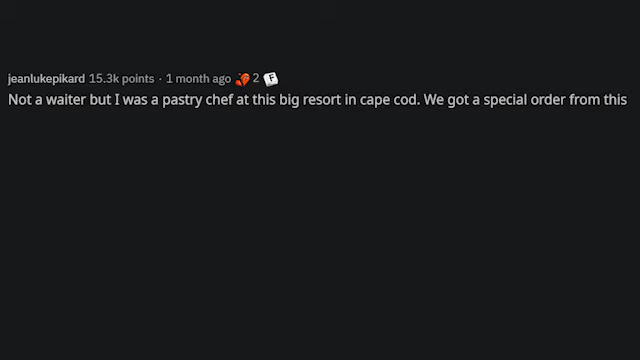 jeanlukepikard 15.3k points · 1 month ago 2 F
Not a waiter but I was a pastry chef at this big resort in cape cod. We got a special order from this